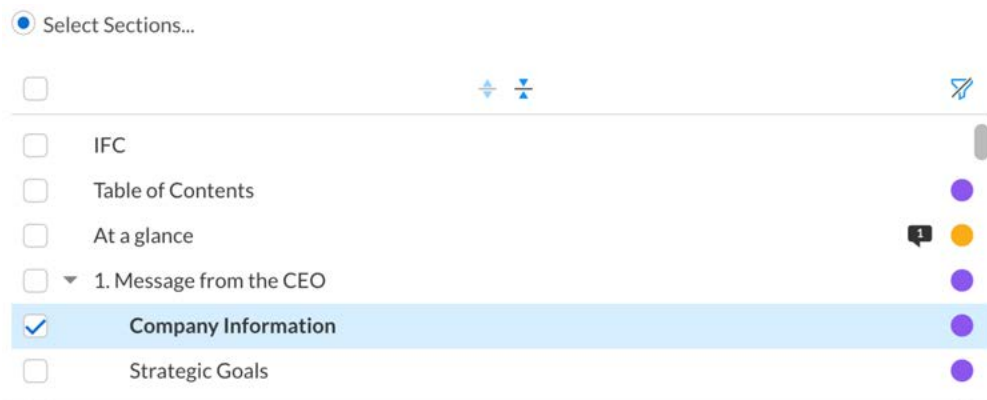 Select Sections...
IFC
Table of Contents
At a glance
1
1. Message from the CEO
Company Information
Strategic Goals